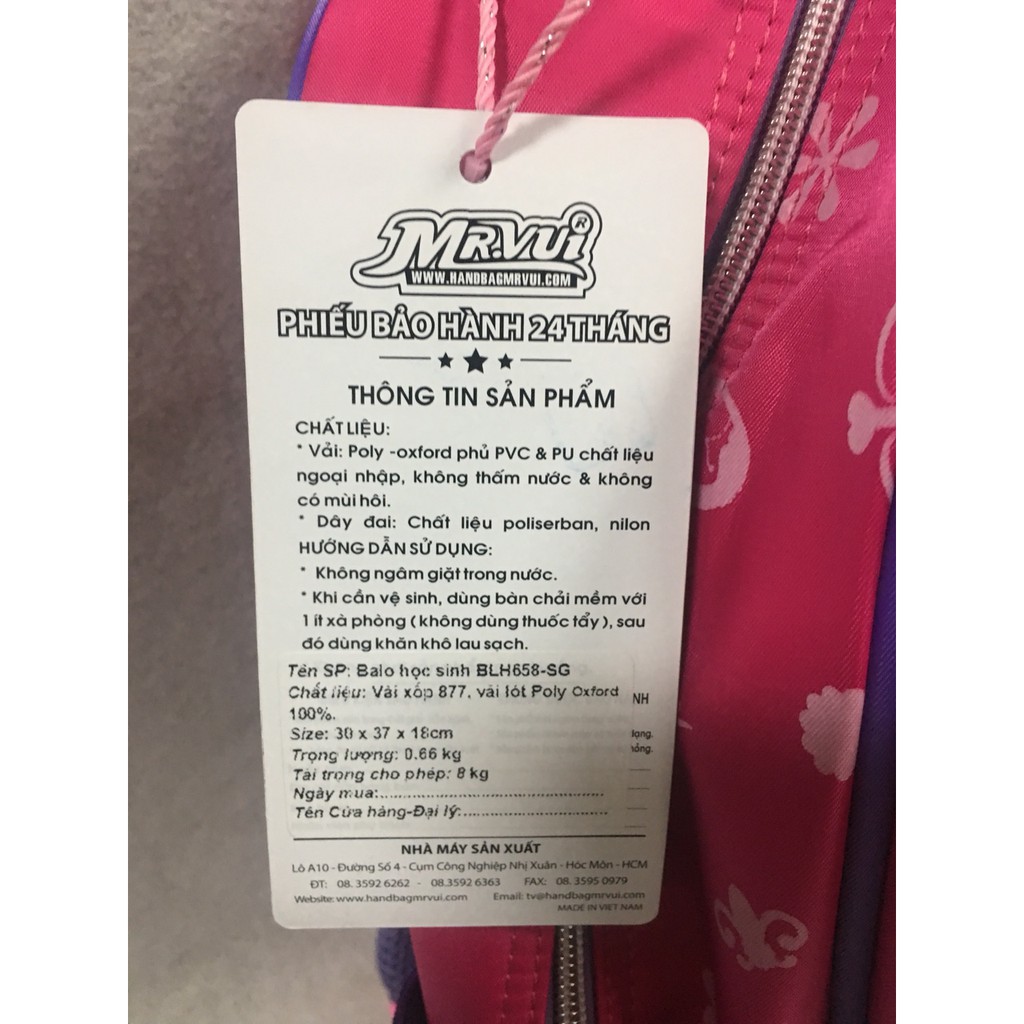 MR.VUI®
WWW.HANDBAGMRVUI.COM
PHIẾU BẢO HÀNH 24 THÁNG
THÔNG TIN SẢN PHẨM
CHẤT LIỆU:
* Vải: Poly -oxford phủ PVC & PU chất liệu
ngoại nhập, không thấm nước & không
có mùi hôi.
* Dây đai: Chất liệu poliserban, nilon
HƯỚNG DẪN SỬ DỤNG:
* Không ngâm giặt trong nước.
* Khi cần vệ sinh, dùng bàn chải mềm với
1 ít xà phòng ( không dùng thuốc tẩy ), sau
đó dùng khăn khô lau sạch.
Tên SP: Balo học sinh BLH658-SG
Chất liệu: Vải xốp 877, vải lót Poly Oxford
100%.
Size: 30 x 37 x 18cm
Trọng lượng: 0.66 kg
Tải trọng cho phép: 8 kg
Ngày mua:
Tên Cửa hàng-Đại lý:
NHÀ MÁY SẢN XUẤT
Lô A10 - Đường Số 4 - Cụm Công Nghiệp Nhị Xuân - Hóc Môn - HCM
ĐT: 08. 3592 6262 - 08.3592 6363 FAX: 08. 3595 0979
Website: www.handbagmrvui.com Email: tv@handbagmrvui.com
MADE IN VIET NAM